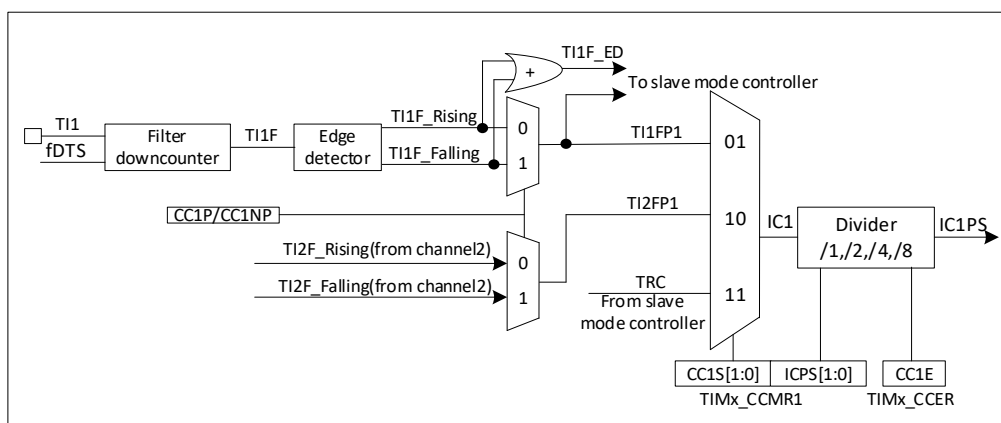 TI1F_ED
+
To slave mode controller
TI1
fDTS
Filter
downcounter
TI1F
Edge
detector
TI1F_Rising
TI1F_Falling
0
1
TI1FP1
01
CC1P/CC1NP
TI2FP1
10
IC1
Divider
/1,/2,/4,/8
IC1PS
TI2F_Rising(from channel2)
TI2F_Falling(from channel2)
0
1
TRC
From slave
mode controller
11
CC1S[1:0]
ICPS[1:0]
CC1E
TIMx_CCMR1
TIMx_CCER